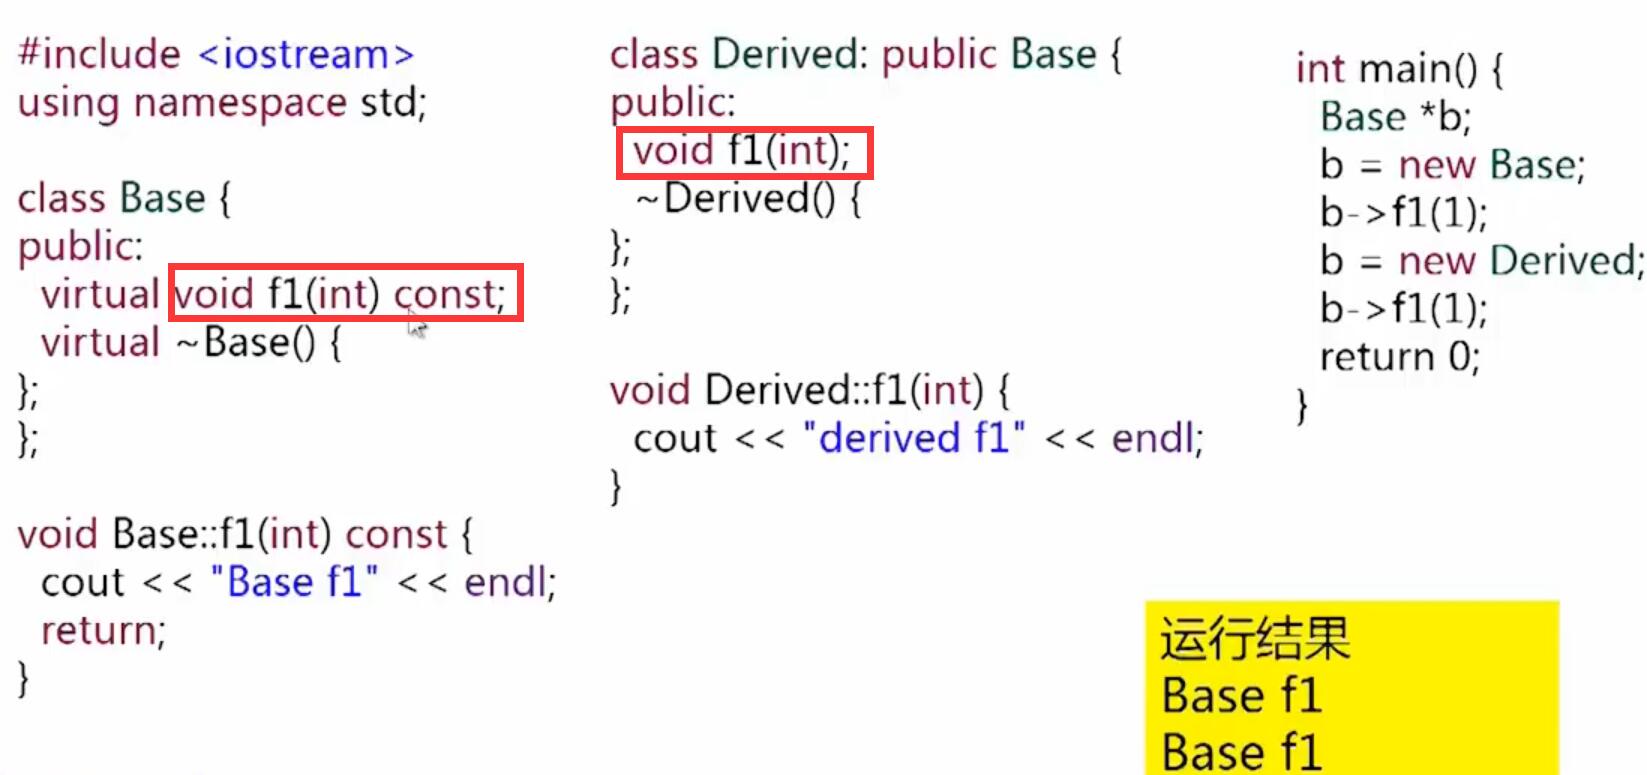 #include <iostream>
using namespace std;
class Base {
public:
virtual void f1(int) const;
virtual ~Base() {
};
};
void Base::f1(int) const {
cout << "Base f1" << endl;
return;
}
class Derived: public Base {
public:
void f1(int);
~Derived() {
};
};
void Derived::f1(int) {
cout << "derived f1" << endl;
}
int main() {
Base *b;
b = new Base;
b->f1(1);
b = new Derived;
b->f1(1);
return 0;
}
运行结果
Base f1
Base f1